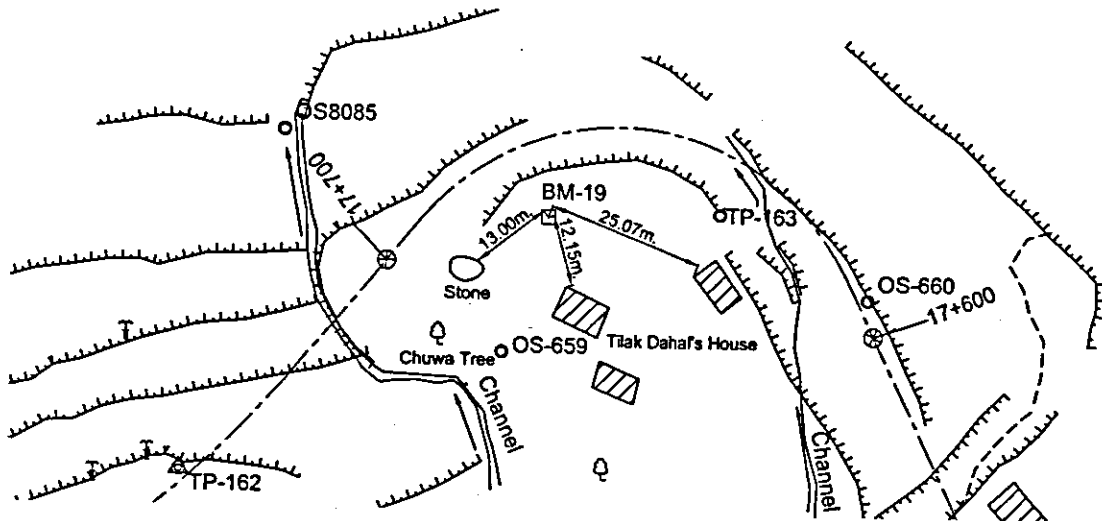 OS8085
17+700
BM-19
TP-163
13.00m.
12.15m.
25.07m.
Stone
OS-660
17+600
Chuwa Tree
OS-659
Tilak Dahal's House
Channel
Channel
TP-162